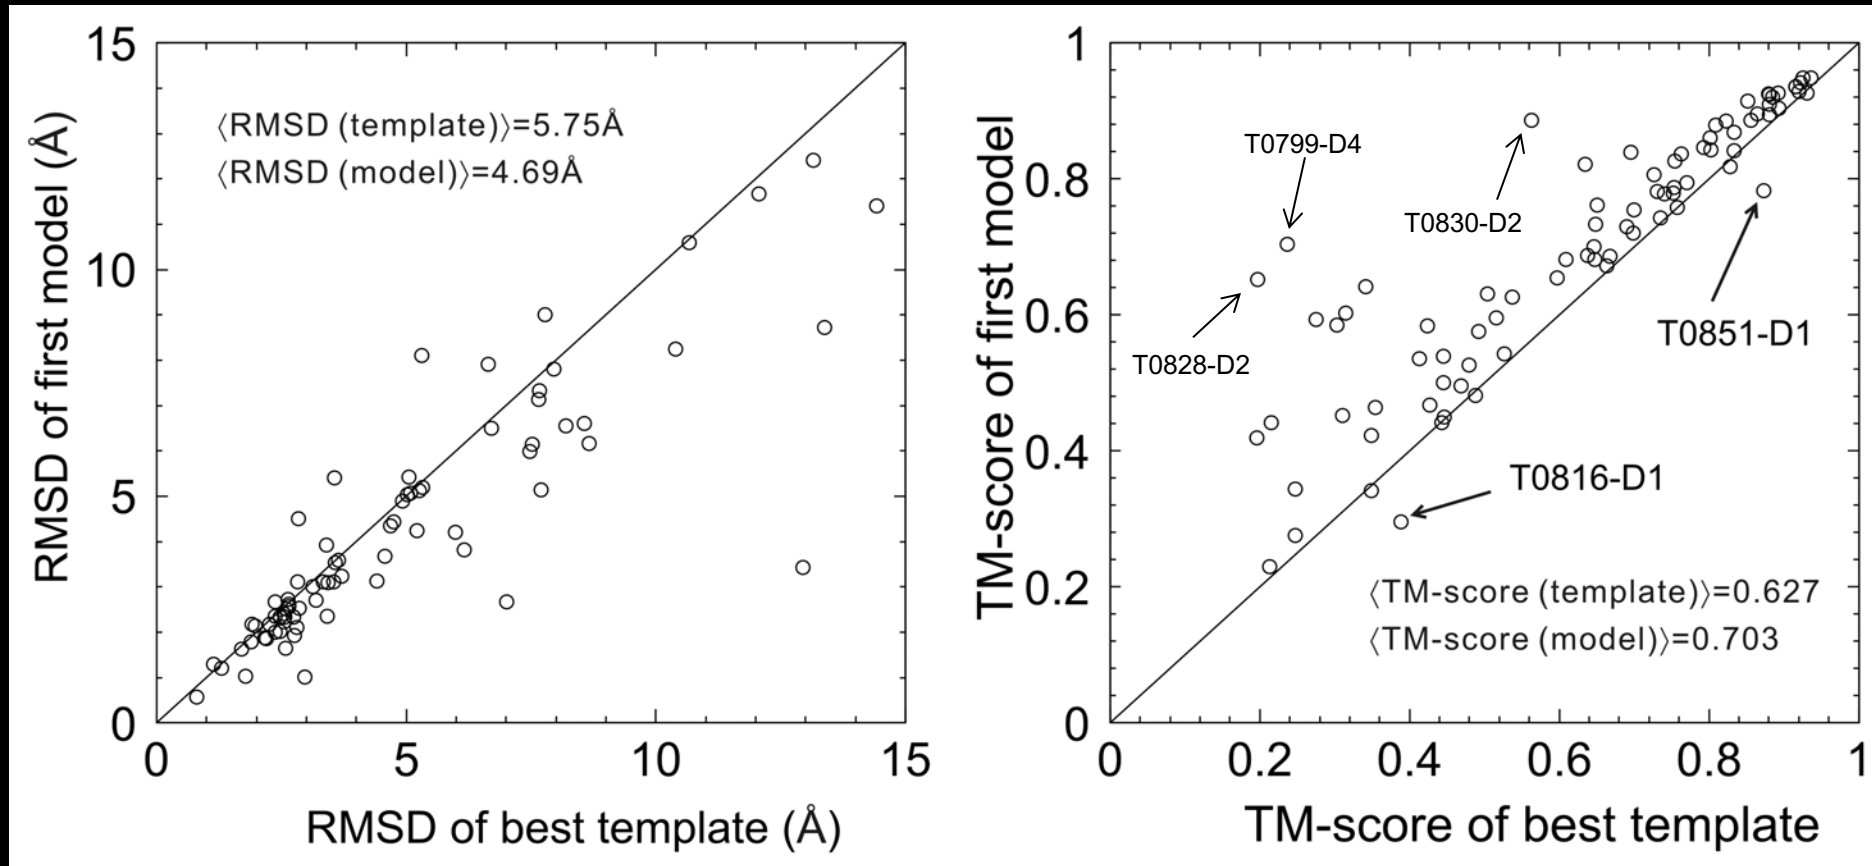 15
10
5
0
0
5
10
15
RMSD of first model (Å)
RMSD of best template (Å)
⟨RMSD (template)⟩=5.75Å
⟨RMSD (model)⟩=4.69Å
1
0.8
0.6
0.4
0.2
0
0
0.2
0.4
0.6
0.8
1
TM-score of first model
TM-score of best template
T0799-D4
T0830-D2
T0828-D2
T0851-D1
T0816-D1
⟨TM-score (template)⟩=0.627
⟨TM-score (model)⟩=0.703